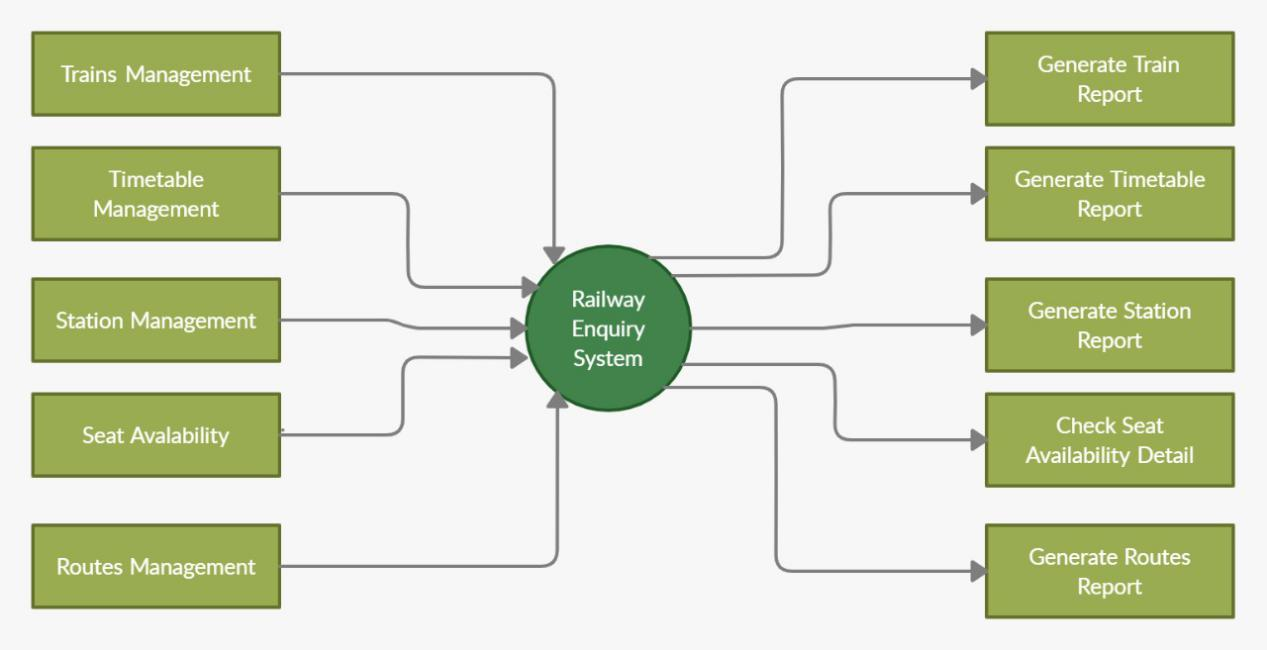 Trains Management
Timetable
Management
Station Management
Seat Avalability
Routes Management
Railway
Enquiry
System
Generate Train
Report
Generate Timetable
Report
Generate Station
Report
Check Seat
Availability Detail
Generate Routes
Report